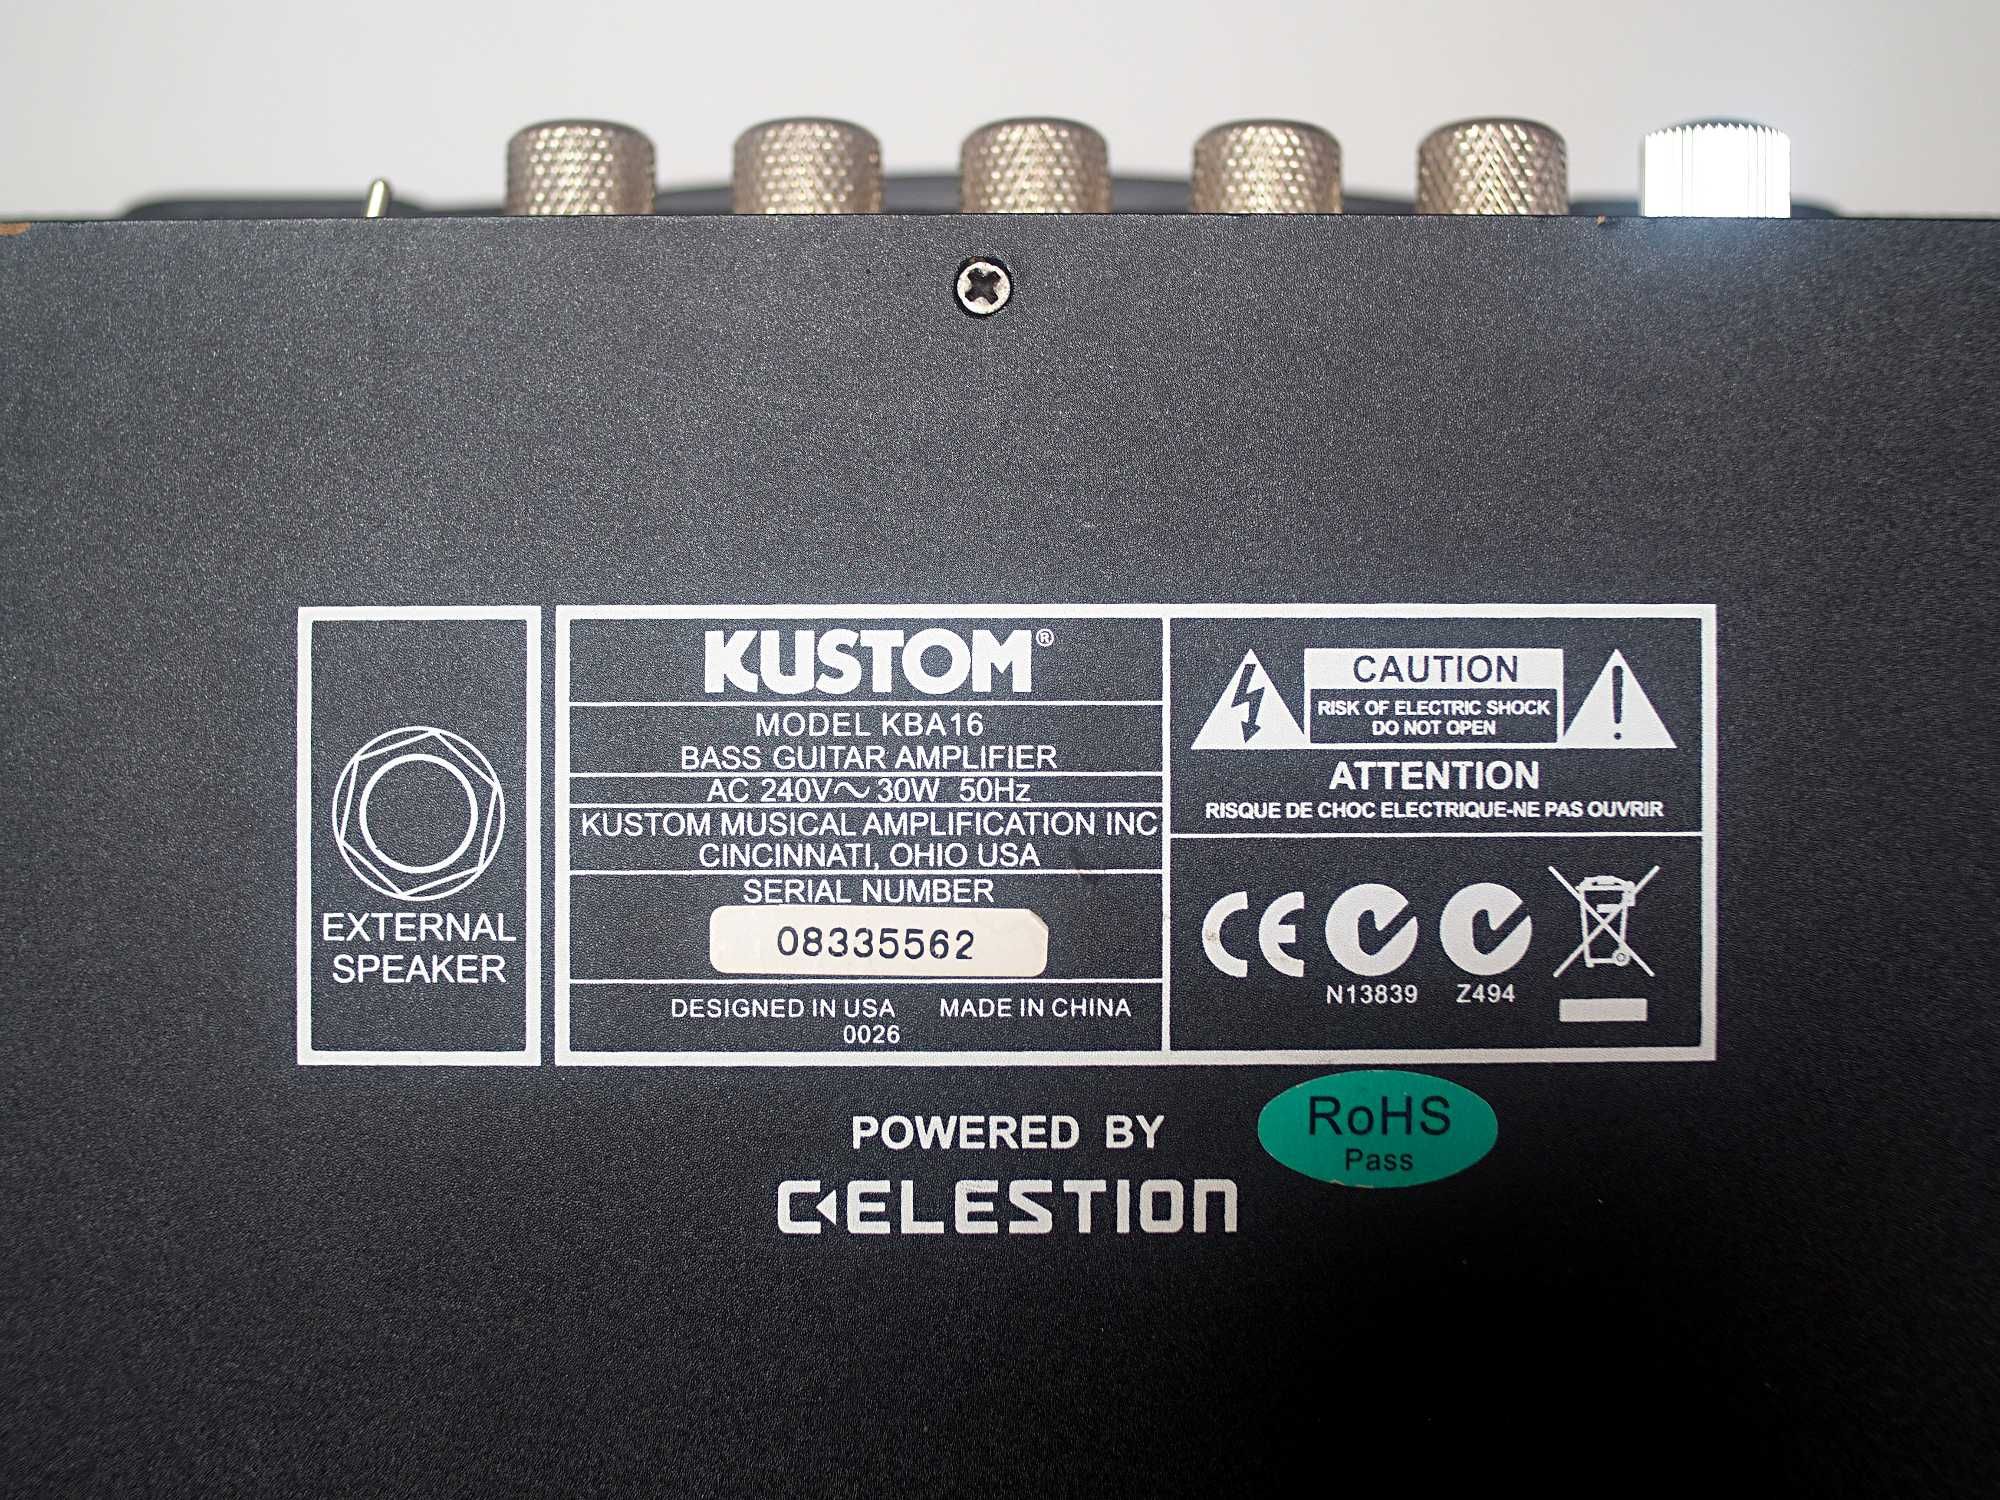 EXTERNAL
SPEAKER
KUSTOM®
MODEL KBA16
BASS GUITAR AMPLIFIER
AC 240V～ 30W 50Hz
KUSTOM MUSICAL AMPLIFICATION INC
CINCINNATI, OHIO USA
SERIAL NUMBER
08335562
DESIGNED IN USA MADE IN CHINA
0026
CAUTION
RISK OF ELECTRIC SHOCK
DO NOT OPEN
ATTENTION
RISQUE DE CHOC ELECTRIQUE-NE PAS OUVRIR
CE
N13839 Z494
POWERED BY
CELESTION
RoHS
Pass